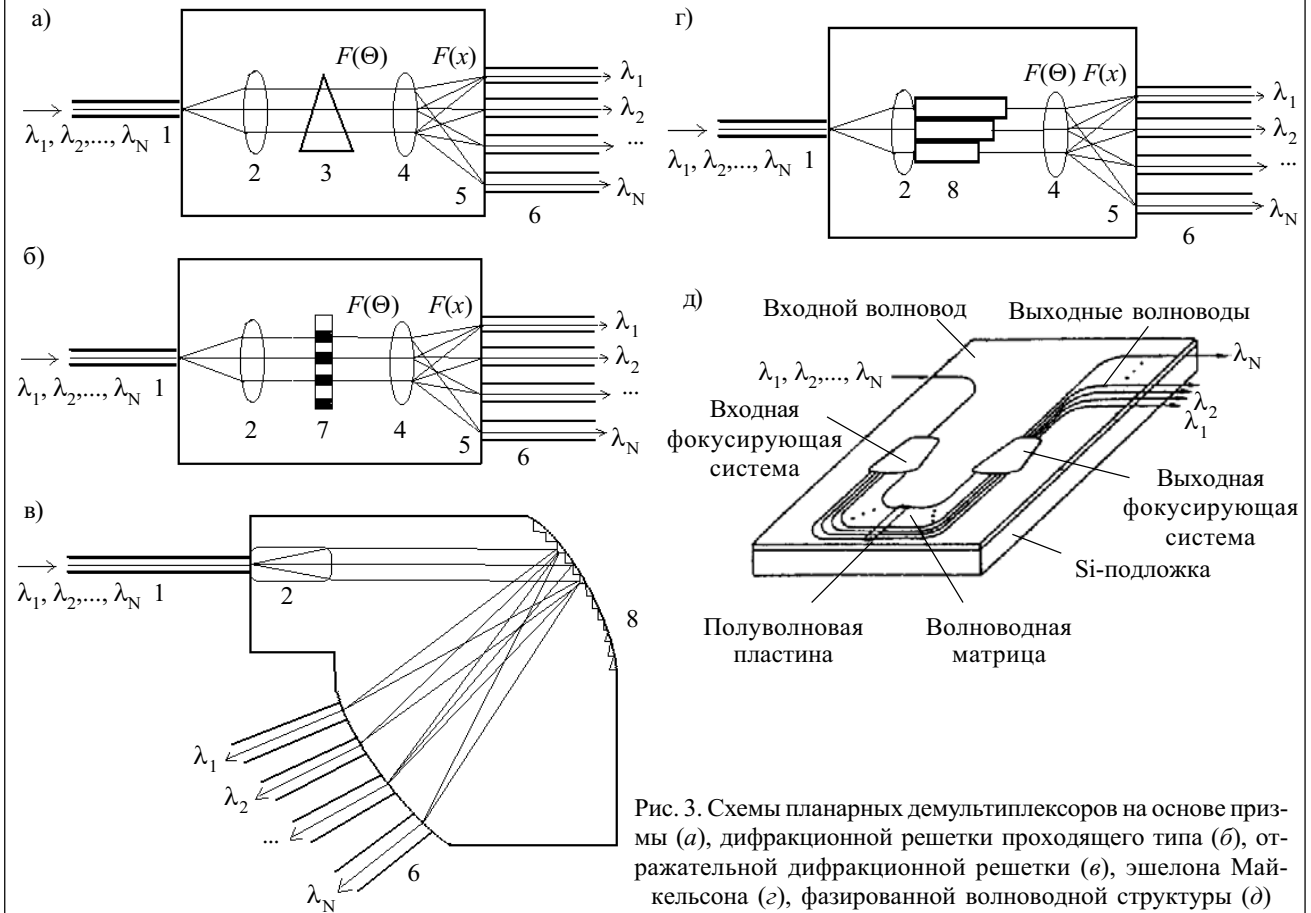 а)
F(Θ) F(x)
λ₁
λ₂
...
λN
λ₁, λ₂,..., λN 1
2 3 4 5 6
г)
F(Θ) F(x)
λ₁
λ₂
...
λN
λ₁, λ₂,..., λN 1
2 8 4 5 6
б)
F(Θ) F(x)
λ₁
λ₂
...
λN
λ₁, λ₂,..., λN 1
2 7 4 5 6
д)
Входной волновод
Выходные волноводы
λN
λ₁, λ₂,..., λN
λ₂
λ₁
Входная
фокусирующая
система
Выходная
фокусирующая
система
Si-подложка
Полуволновая
пластина
Волноводная
матрица
в)
λ₁, λ₂,..., λN 1
2
8
λ₁
λ₂
...
λN
6
Рис. 3. Схемы планарных демультиплексоров на основе приз-
мы (а), дифракционной решетки проходящего типа (б), от-
ражательной дифракционной решетки (в), эшелона Май-
кельсона (г), фазированной волноводной структуры (д)